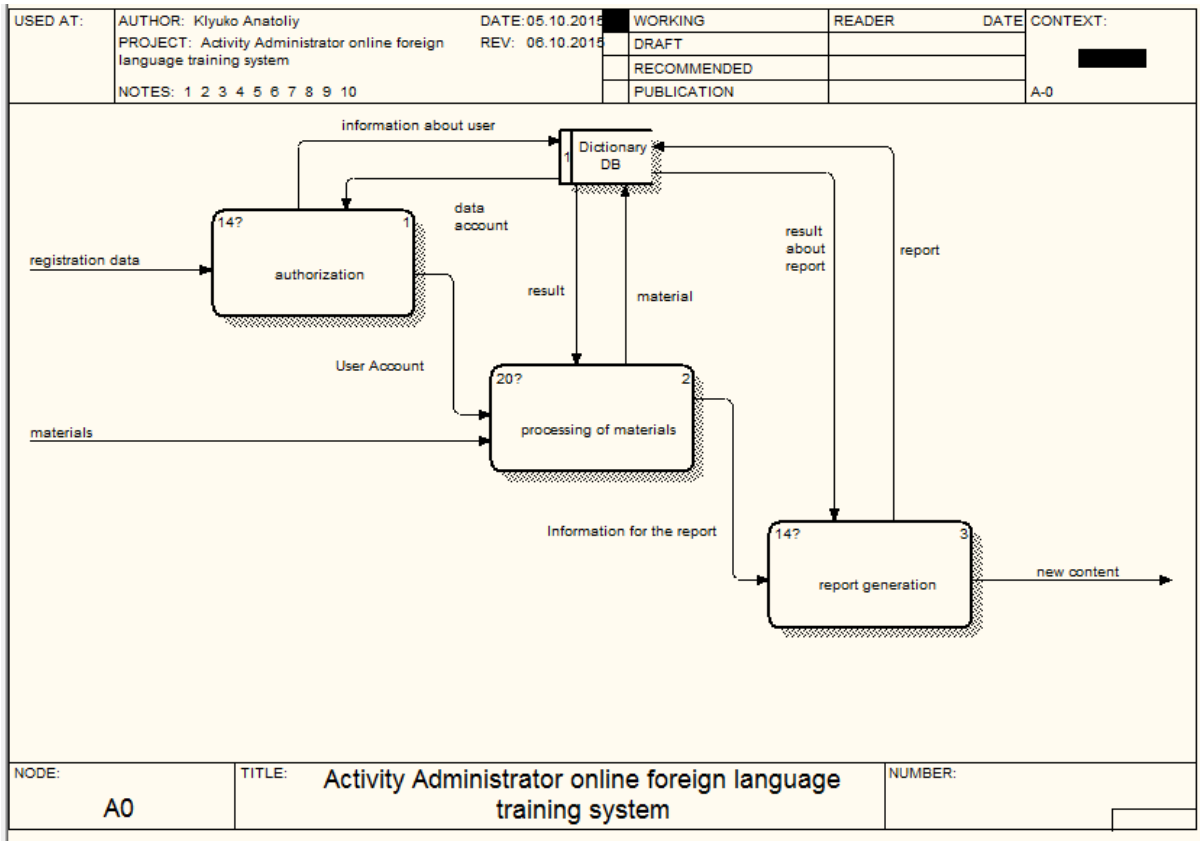 USED AT:
AUTHOR: Klyuko Anatoliy
DATE: 05.10.2015
PROJECT: Activity Administrator online foreign
language training system
REV: 06.10.2015
NOTES: 1 2 3 4 5 6 7 8 9 10
WORKING
DRAFT
RECOMMENDED
PUBLICATION
READER
DATE
CONTEXT:
A-0
information about user
1
Dictionary
DB
data
account
14?
1
authorization
registration data
result
about
report
report
result
material
User Account
20?
2
processing of materials
materials
Information for the report
14?
3
report generation
new content
NODE:
A0
TITLE:
Activity Administrator online foreign language
training system
NUMBER: